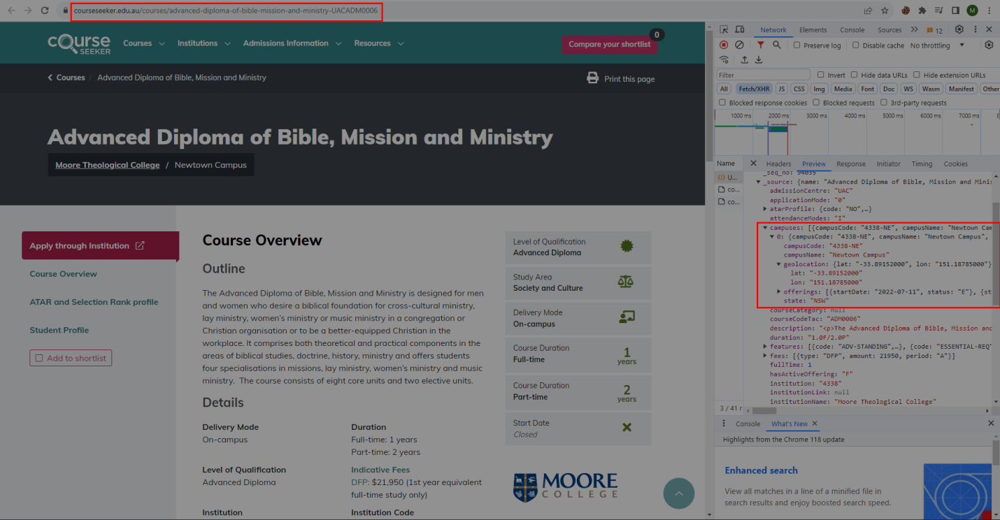 courseseeker.edu.au/courses/advanced-diploma-of-bible-mission-and-ministry-UACADM0006
M
cOurse
SEEKER
Courses
Institutions
Admissions Information
Resources
Compare your shortlist
0
Courses / Advanced Diploma of Bible, Mission and Ministry
Print this page
Advanced Diploma of Bible, Mission and Ministry
Moore Theological College / Newtown Campus
Apply through Institution
Course Overview
ATAR and Selection Rank profile
Student Profile
Add to shortlist
Course Overview
Outline
The Advanced Diploma of Bible, Mission and Ministry is designed for men
and women who desire a biblical foundation for cross-cultural ministry,
lay ministry, women's ministry or music ministry in a congregation or
Christian organisation or to be a better-equipped Christian in the
workplace. It comprises both theoretical and practical components in the
areas of biblical studies, doctrine, history, ministry and offers students
four specialisations in missions, lay ministry, women's ministry and music
ministry.  The course consists of eight core units and two elective units.
Details
Delivery Mode
On-campus
Duration
Full-time: 1 years
Part-time: 2 years
Level of Qualification
Advanced Diploma
Indicative Fees
DFP: $21,950 (1st year equivalent
full-time study only)
Institution
Institution Code
Level of Qualification
Advanced Diploma
Study Area
Society and Culture
Delivery Mode
On-campus
Course Duration
Full-time
1
years
Course Duration
Part-time
2
years
Start Date
Closed
MOORE
COLLEGE
Network Elements Console Sources 12
Preserve log Disable cache No throttling
Filter Invert Hide data URLs Hide extension URLs
All Fetch/XHR JS CSS Img Media Font Doc WS Wasm Manifest Other
Blocked response cookies Blocked requests 3rd-party requests
1000 ms 2000 ms 3000 ms 4000 ms 5000 ms 6000 ms 7000 ms 8
Name Headers Preview Response Initiator Timing Cookies
U...
co...
co...
_seq_no: 94035
_source: {name: "Advanced Diploma of Bible, Mission and Minis
admissionCentre: "UAC"
applicationMode: "0"
atarProfile: {code: "NO",…}
attendanceModes: "I"
campuses: [{campusCode: "4338-NE", campusName: "Newtown Cam
0: {campusCode: "4338-NE", campusName: "Newtown Campus",
campusCode: "4338-NE"
campusName: "Newtown Campus"
geolocation: {lat: "-33.89152000", lon: "151.18785000"}
lat: "-33.89152000"
lon: "151.18785000"
offerings: [{startDate: "2022-07-11", status: "E"}, {st
state: "NSW"
courseCategory: null
courseCodeTac: "ADM0006"
description: "<p>The Advanced Diploma of Bible, Mission and
duration: "1.0F/2.0P"
features: [{code: "ADV-STANDING",…}, {code: "ESSENTIAL-REQ"
fees: [{type: "DFP", amount: 21950, period: "A"}]
fullTime: 1
hasActiveOffering: "F"
institution: "4338"
institutionLink: null
institutionName: "Moore Theological College"
3 / 41 r
Console What's New
Highlights from the Chrome 118 update
Enhanced search
View all matches in a line of a minified file in
search results and enjoy boosted search speed.